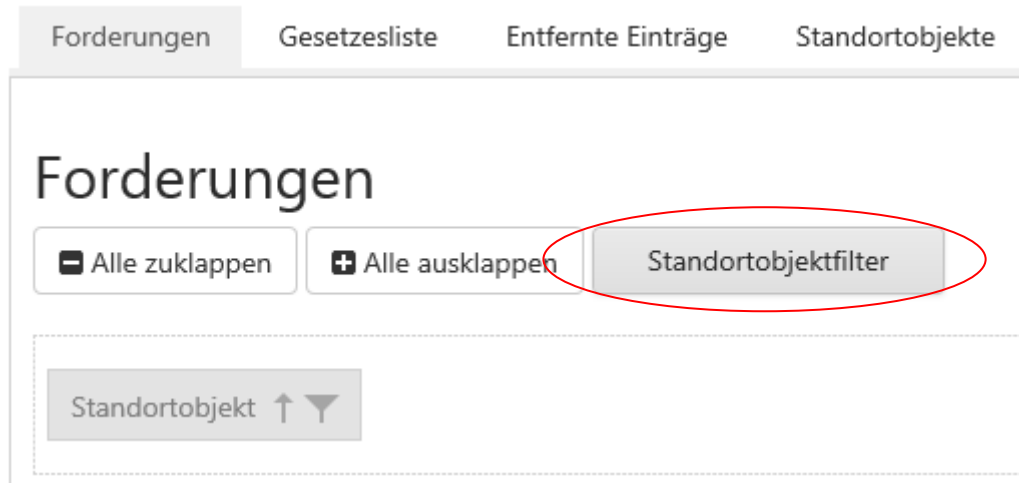 Forderungen Gesetzesliste Entfernte Einträge Standortobjekte
Forderungen
Alle zuklappen Alle ausklappen Standortobjektfilter
Standortobjekt